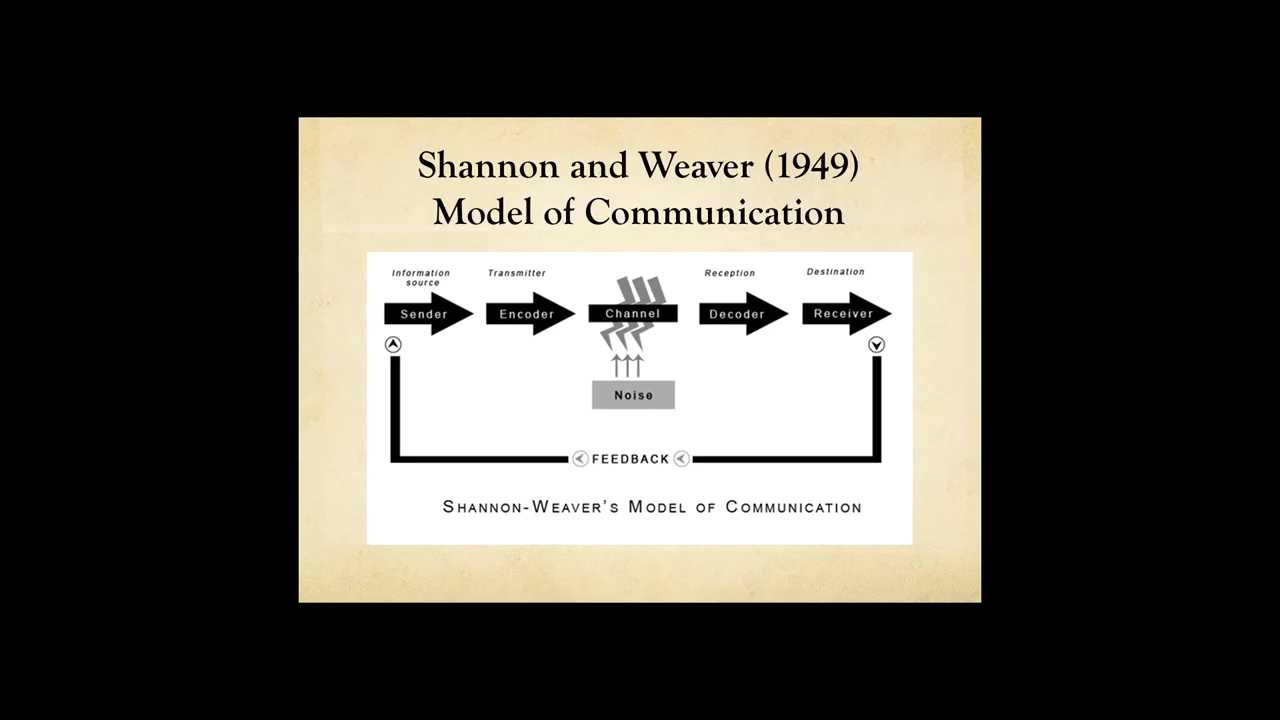 Shannon and Weaver (1949)
Model of Communication
Information
source
Transmitter
Reception
Destination
Sender
Encoder
Channel
Decoder
Receiver
Noise
FEEDBACK
SHANNON-WEAVER'S MODEL OF COMMUNICATION